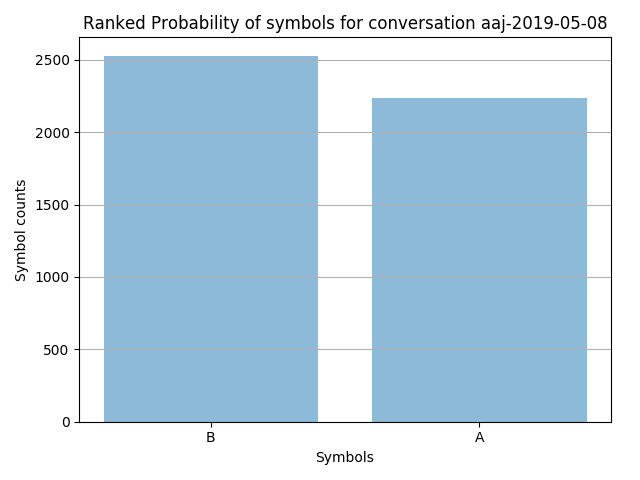 Ranked Probability of symbols for conversation aaj-2019-05-08
2500
2000
1500
1000
500
0
Symbol counts
B
A
Symbols